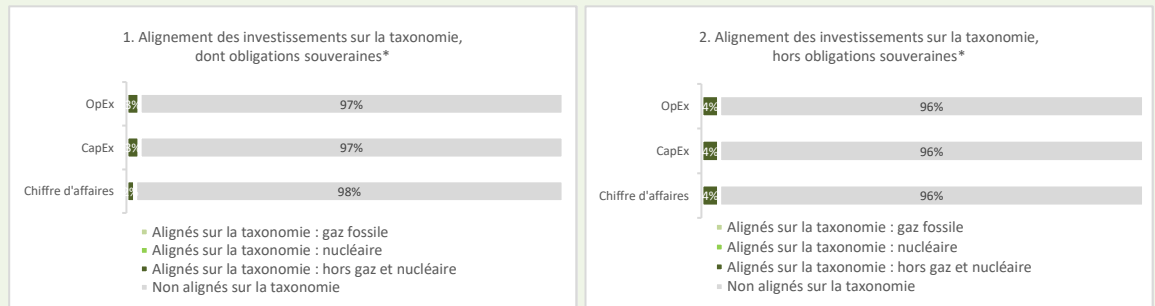 1. Alignement des investissements sur la taxonomie,
dont obligations souveraines*
OpEx
3%
97%
CapEx
3%
97%
Chiffre d'affaires
%
98%
Alignés sur la taxonomie : gaz fossile
Alignés sur la taxonomie : nucléaire
Alignés sur la taxonomie : hors gaz et nucléaire
Non alignés sur la taxonomie
2. Alignement des investissements sur la taxonomie,
hors obligations souveraines*
OpEx
4%
96%
CapEx
4%
96%
Chiffre d'affaires
4%
96%
Alignés sur la taxonomie : gaz fossile
Alignés sur la taxonomie : nucléaire
Alignés sur la taxonomie : hors gaz et nucléaire
Non alignés sur la taxonomie